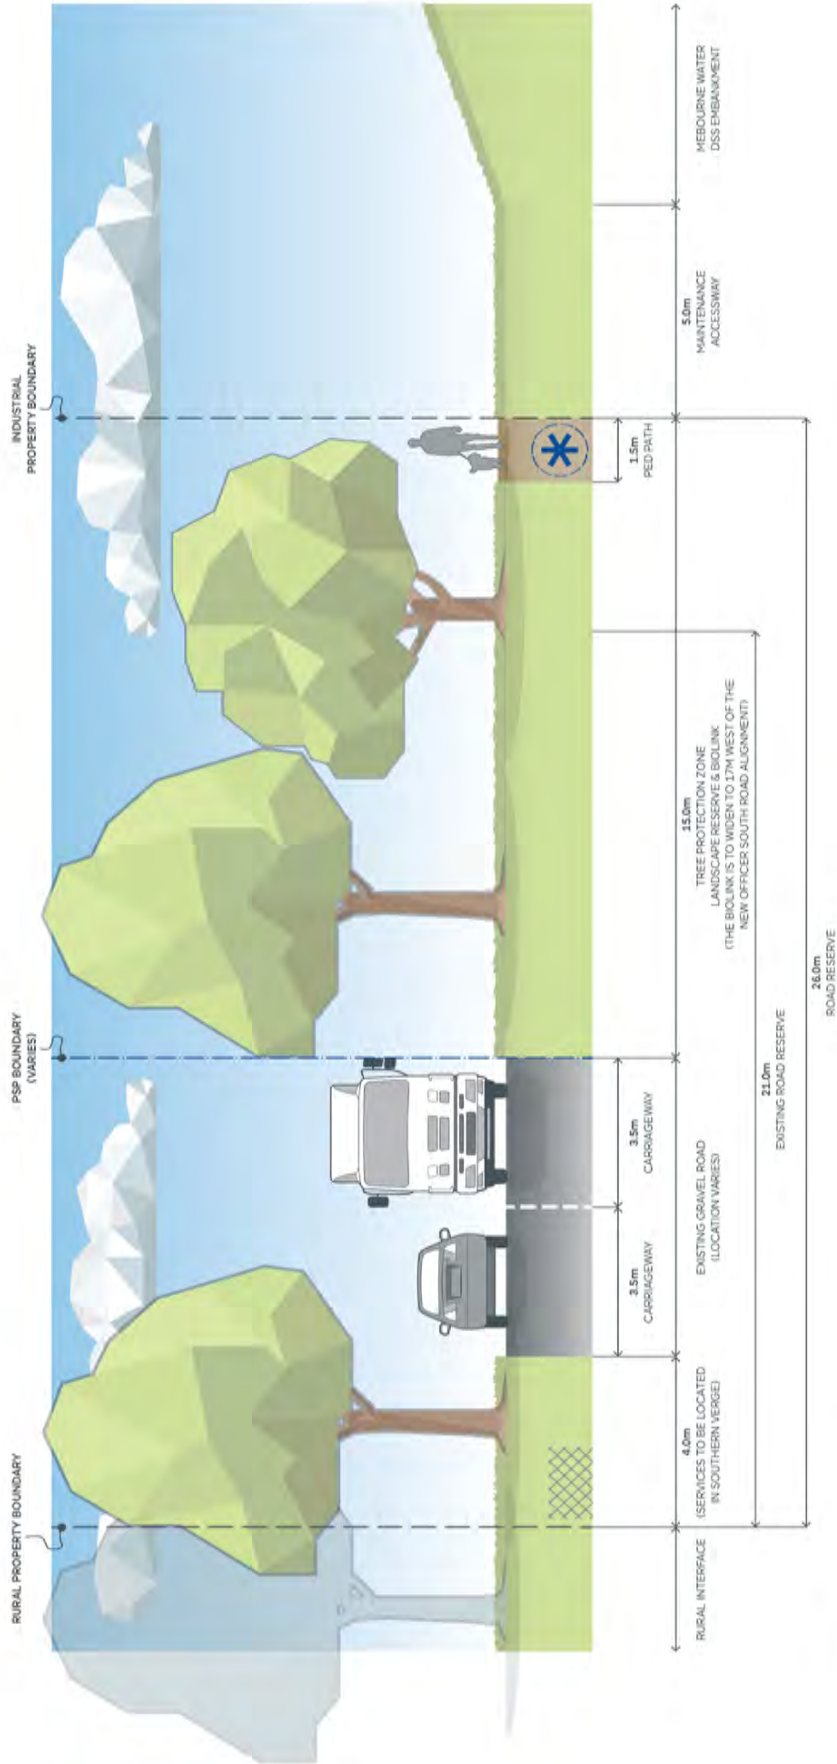 RURAL PROPERTY BOUNDARY
PSP BOUNDARY
(VARIES)
INDUSTRIAL
PROPERTY BOUNDARY
3.5m
CARRIAGEWAY
3.5m
CARRIAGEWAY
1.5m
PED PATH
RURAL INTERFACE
4.0m
(SERVICES TO BE LOCATED
IN SOUTHERN VERGE)
EXISTING GRAVEL ROAD
(LOCATION VARIES)
15.0m
TREE PROTECTION ZONE
LANDSCAPE RESERVE & BIOLINK
(THE BIOLINK IS TO WIDEN TO 17M WEST OF THE
NEW OFFICER SOUTH ROAD ALIGNMENT)
5.0m
MAINTENANCE
ACCESSWAY
MEBOURNE WATER
DSS EMBANKMENT
21.0m
EXISTING ROAD RESERVE
26.0m
ROAD RESERVE